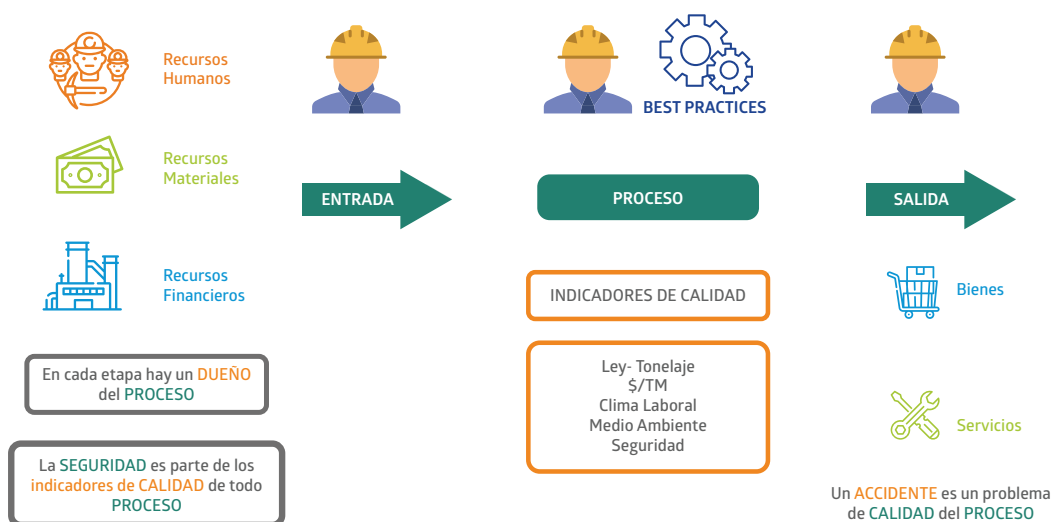 Recursos
Humanos
Recursos
Materiales
Recursos
Financieros
En cada etapa hay un DUEÑO
del PROCESO
La SEGURIDAD es parte de los
indicadores de CALIDAD de todo
PROCESO
ENTRADA
BEST PRACTICES
PROCESO
INDICADORES DE CALIDAD
Ley- Tonelaje
$/TM
Clima Laboral
Medio Ambiente
Seguridad
SALIDA
Bienes
Servicios
Un ACCIDENTE es un problema
de CALIDAD del PROCESO